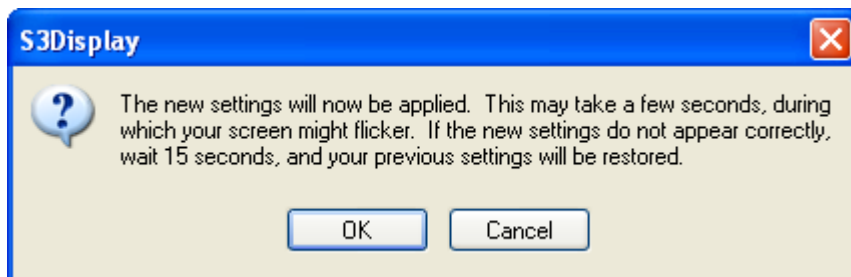 S3Display
The new settings will now be applied.  This may take a few seconds, during
which your screen might flicker.  If the new settings do not appear correctly,
wait 15 seconds, and your previous settings will be restored.
OK
Cancel